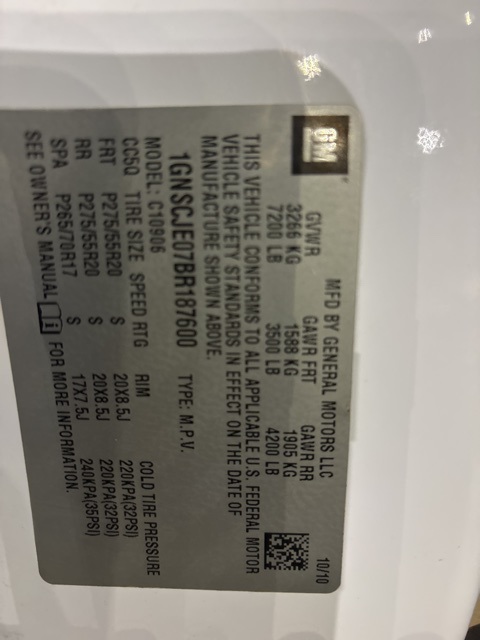 GM
MFD BY GENERAL MOTORS LLC 10/10
GVWR GAWR FRT GAWR RR
3266 KG 1588 KG 1905 KG
7200 LB 3500 LB 4200 LB
THIS VEHICLE CONFORMS TO ALL APPLICABLE U.S. FEDERAL MOTOR
VEHICLE SAFETY STANDARDS IN EFFECT ON THE DATE OF
MANUFACTURE SHOWN ABOVE.
1GNSCJE07BR187600 TYPE: M.P.V.
MODEL: C10906
CC5Q TIRE SIZE SPEED RTG RIM COLD TIRE PRESSURE
FRT P275/55R20 S 20X8.5J 220KPA(32PSI)
RR P275/55R20 S 20X8.5J 220KPA(32PSI)
SPA P265/70R17 17X7.5J 240KPA(35PSI)
SEE OWNER'S MANUAL i FOR MORE INFORMATION.